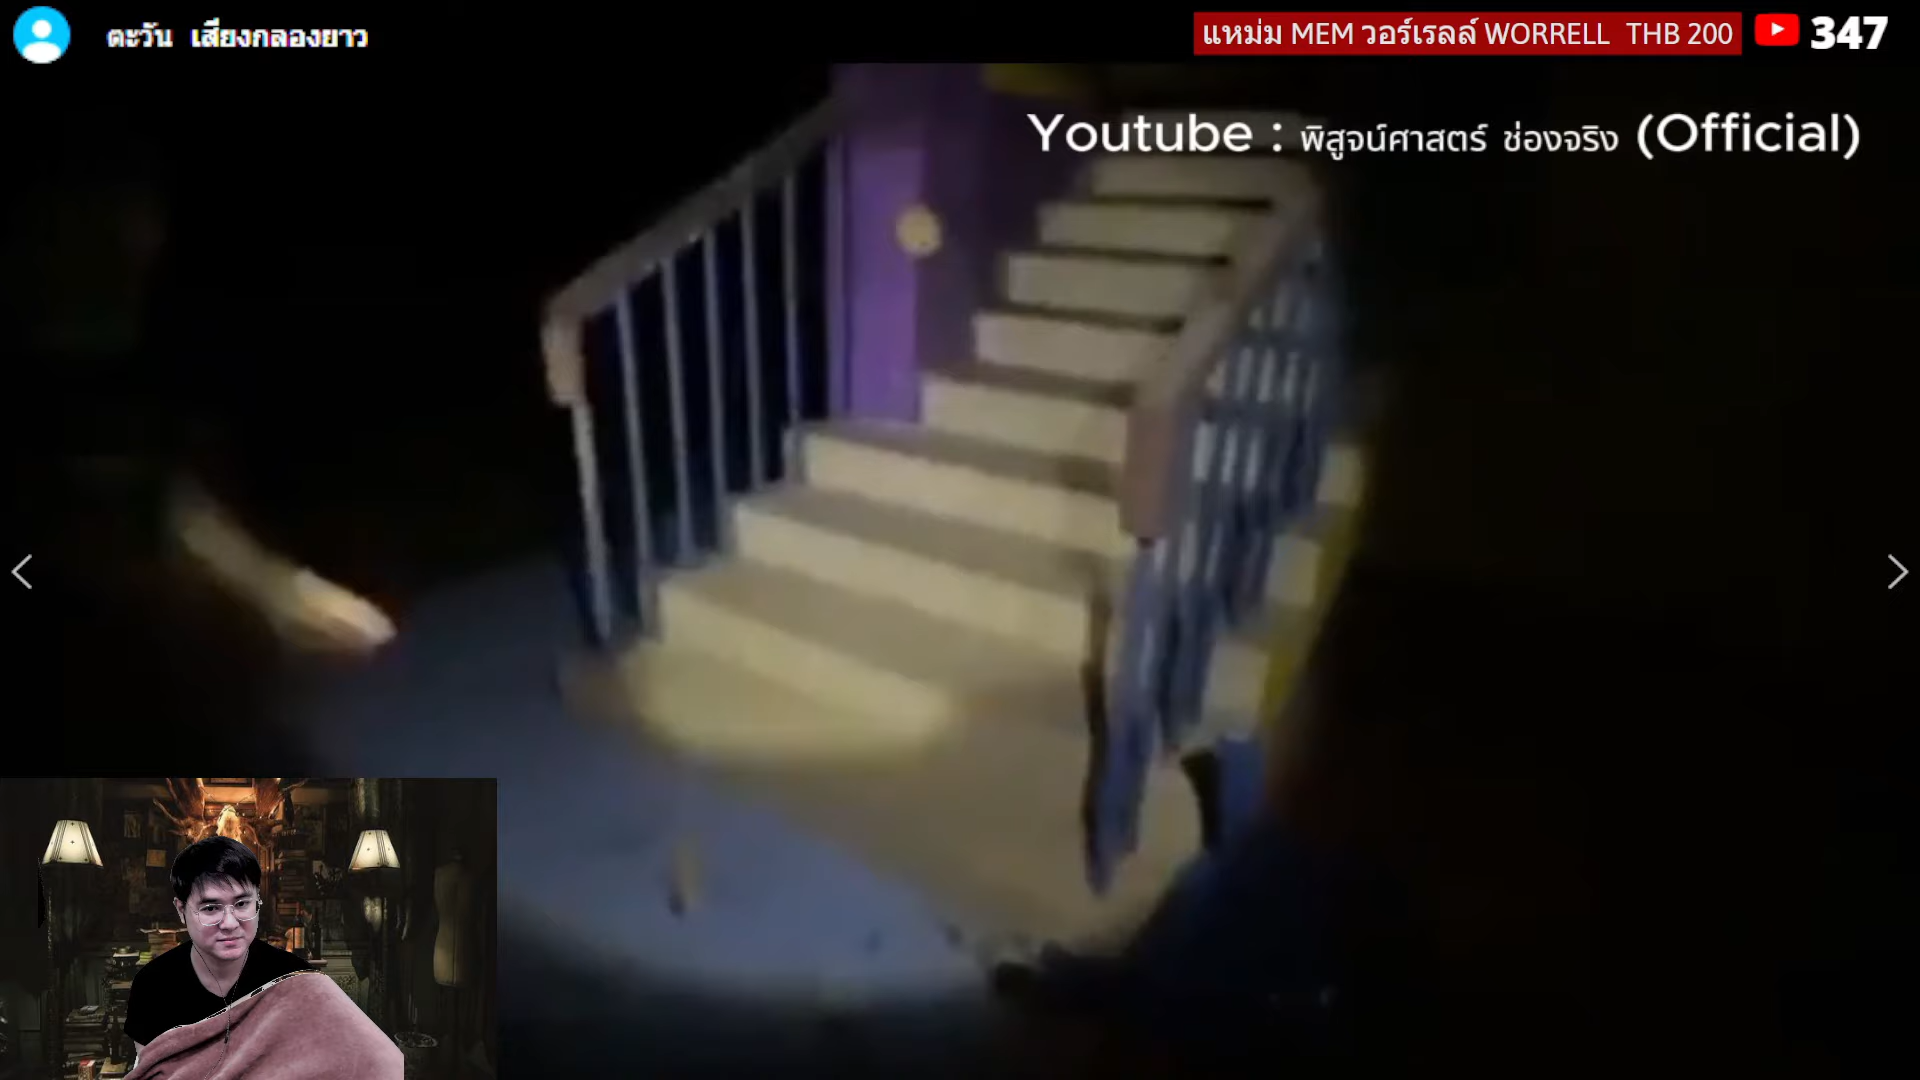 ตะวัน เสียงกลองยาว
แหม่ม MEM วอร์เรลล์ WORRELL THB 200
347
Youtube : พิสูจน์ศาสตร์ ช่องจริง (Official)